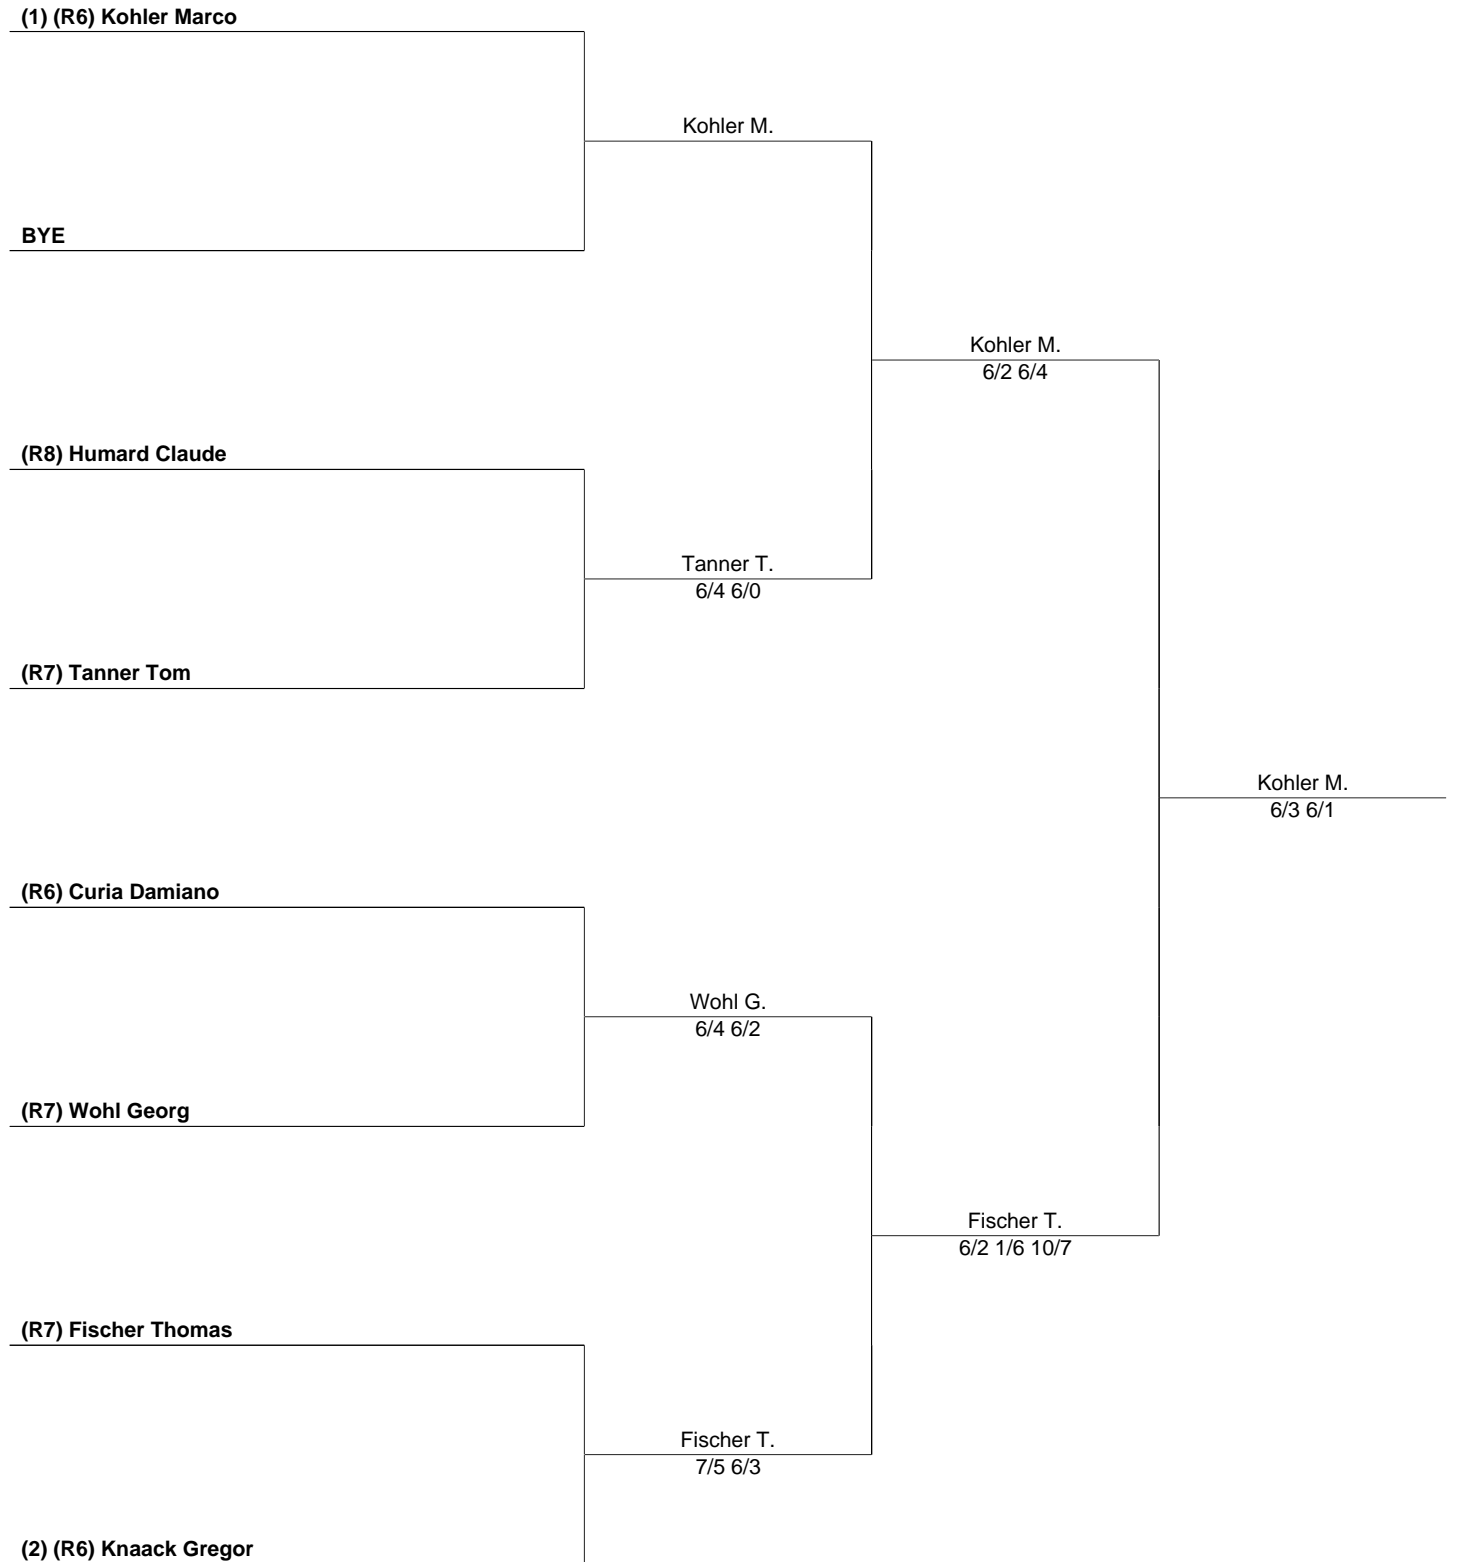 (1) (R6) Kohler Marco
Kohler M.
BYE
Kohler M.
6/2 6/4
(R8) Humard Claude
Tanner T.
6/4 6/0
(R7) Tanner Tom
Kohler M.
6/3 6/1
(R6) Curia Damiano
Wohl G.
6/4 6/2
(R7) Wohl Georg
Fischer T.
6/2 1/6 10/7
(R7) Fischer Thomas
Fischer T.
7/5 6/3
(2) (R6) Knaack Gregor